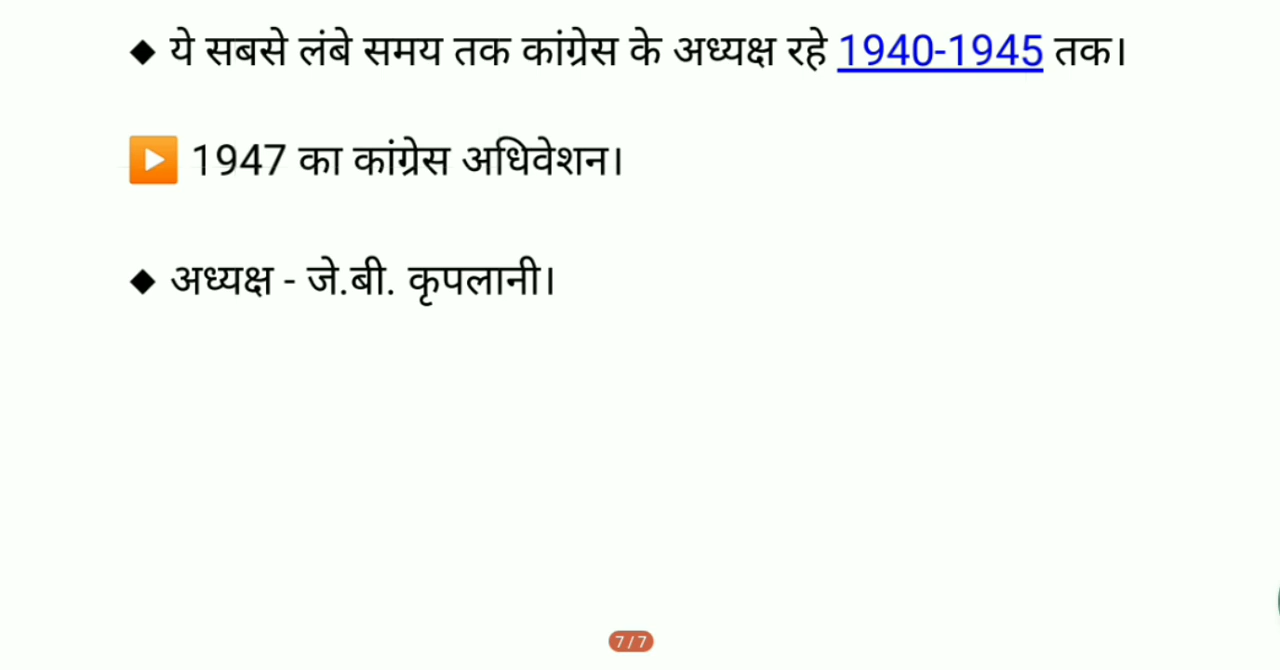 ◆ ये सबसे लंबे समय तक कांग्रेस के अध्यक्ष रहे 1940-1945 तक।
▶️ 1947 का कांग्रेस अधिवेशन।
◆ अध्यक्ष - जे.बी. कृपलानी।
7/7